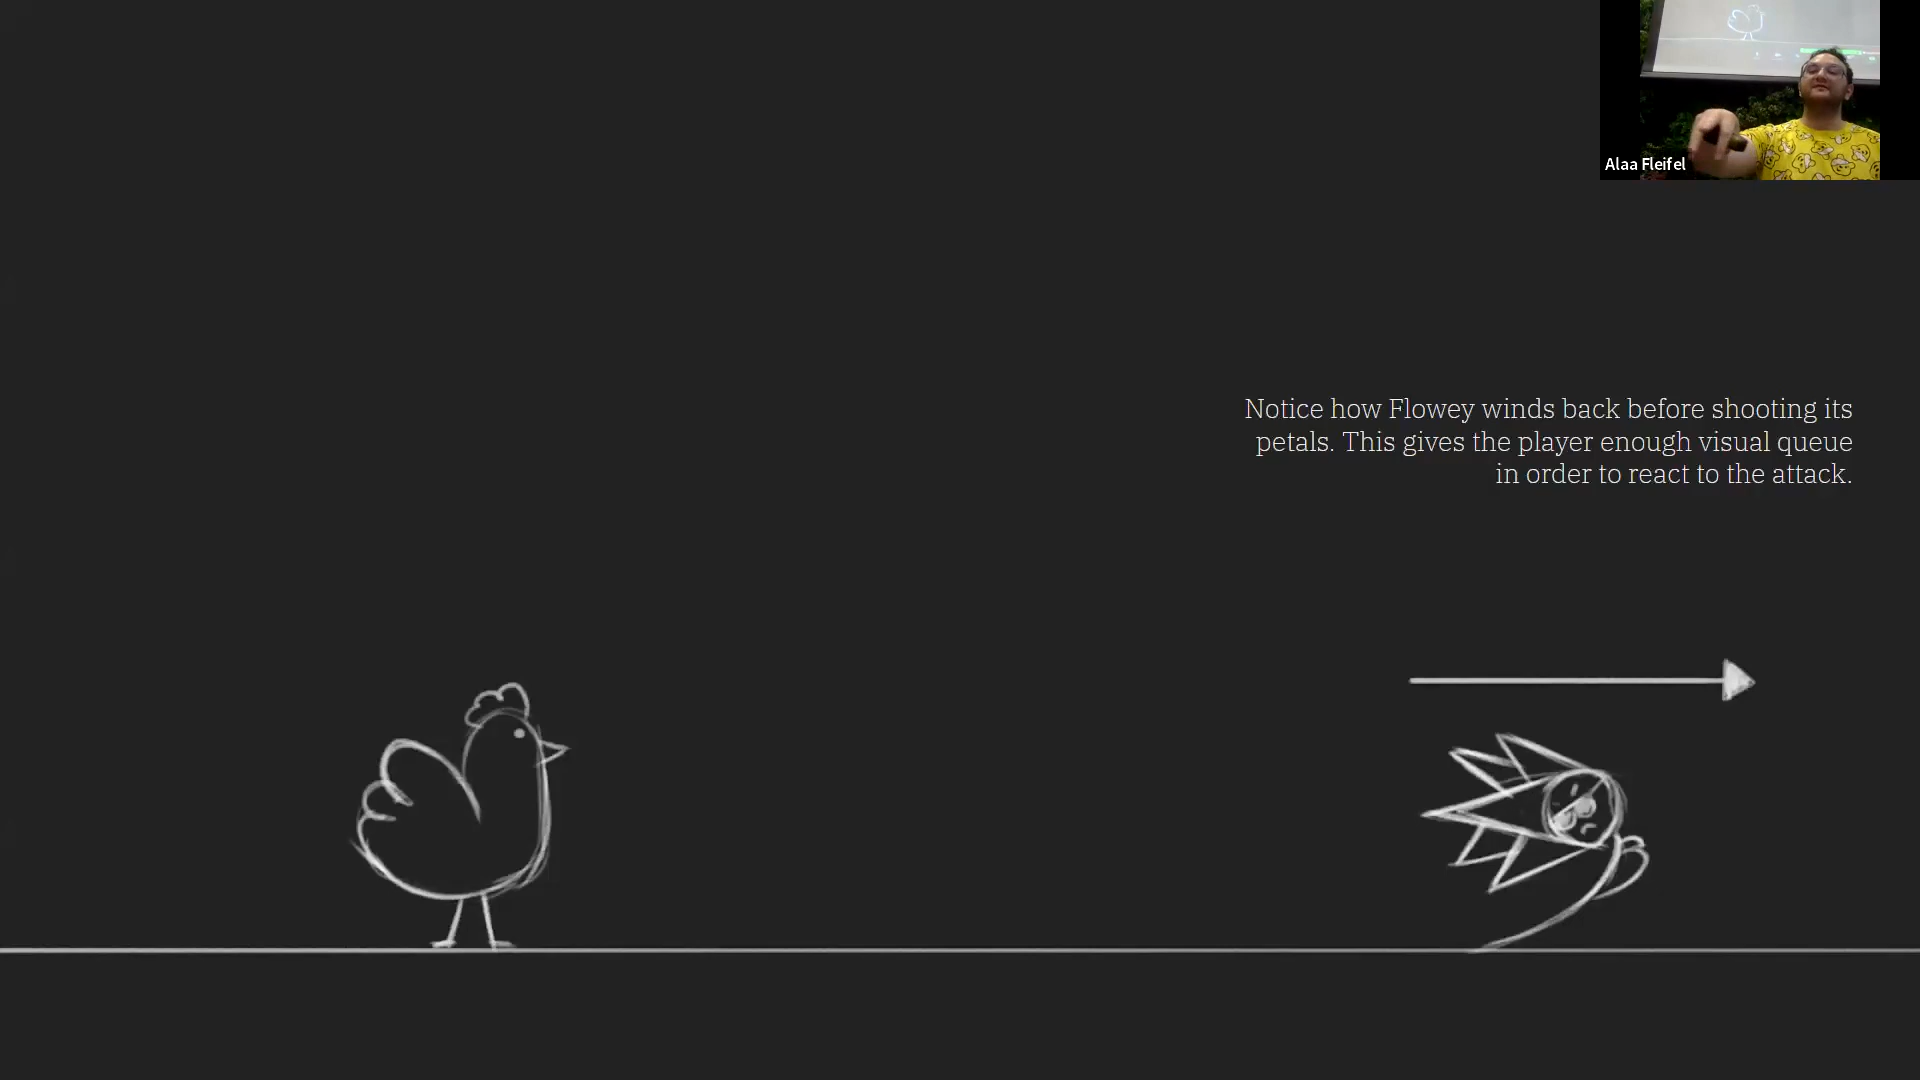 Alaa Fleifel
Notice how Flowey winds back before shooting its
petals. This gives the player enough visual queue
in order to react to the attack.